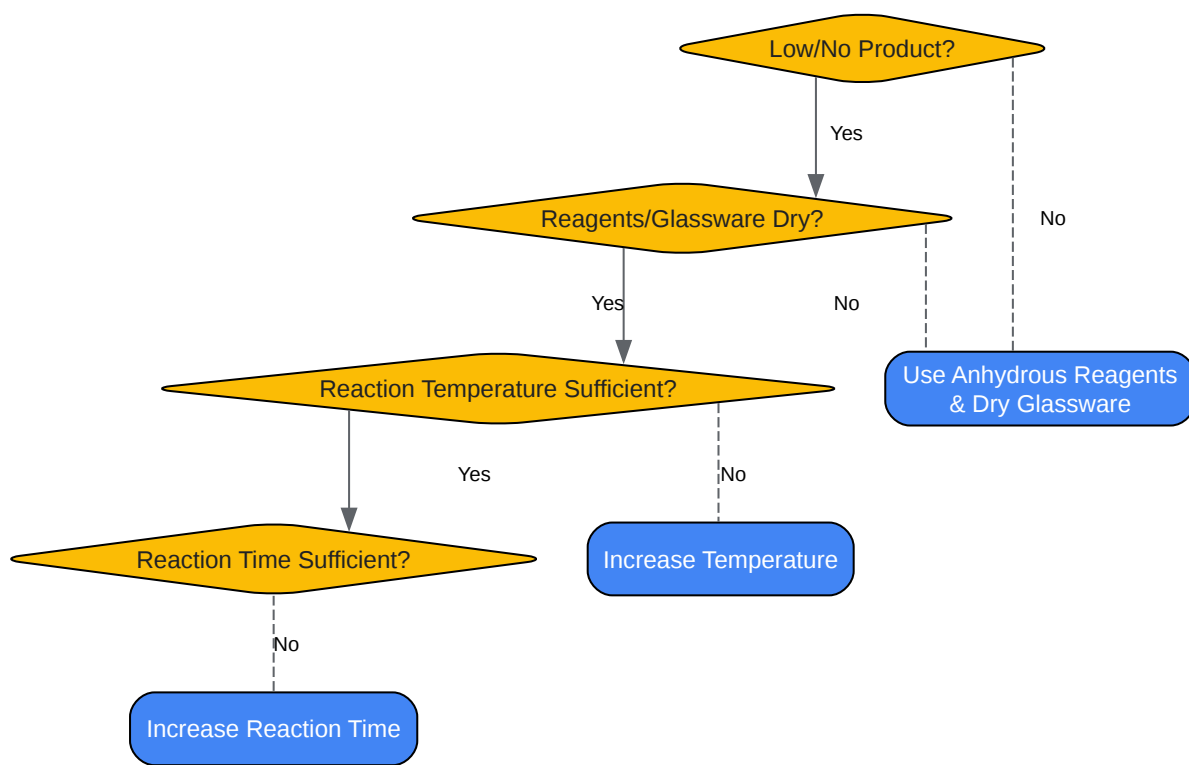 Low/No Product?
Yes
Reagents/Glassware Dry?
No
Yes
No
Reaction Temperature Sufficient?
Use Anhydrous Reagents
& Dry Glassware
Yes
No
Reaction Time Sufficient?
Increase Temperature
No
Increase Reaction Time